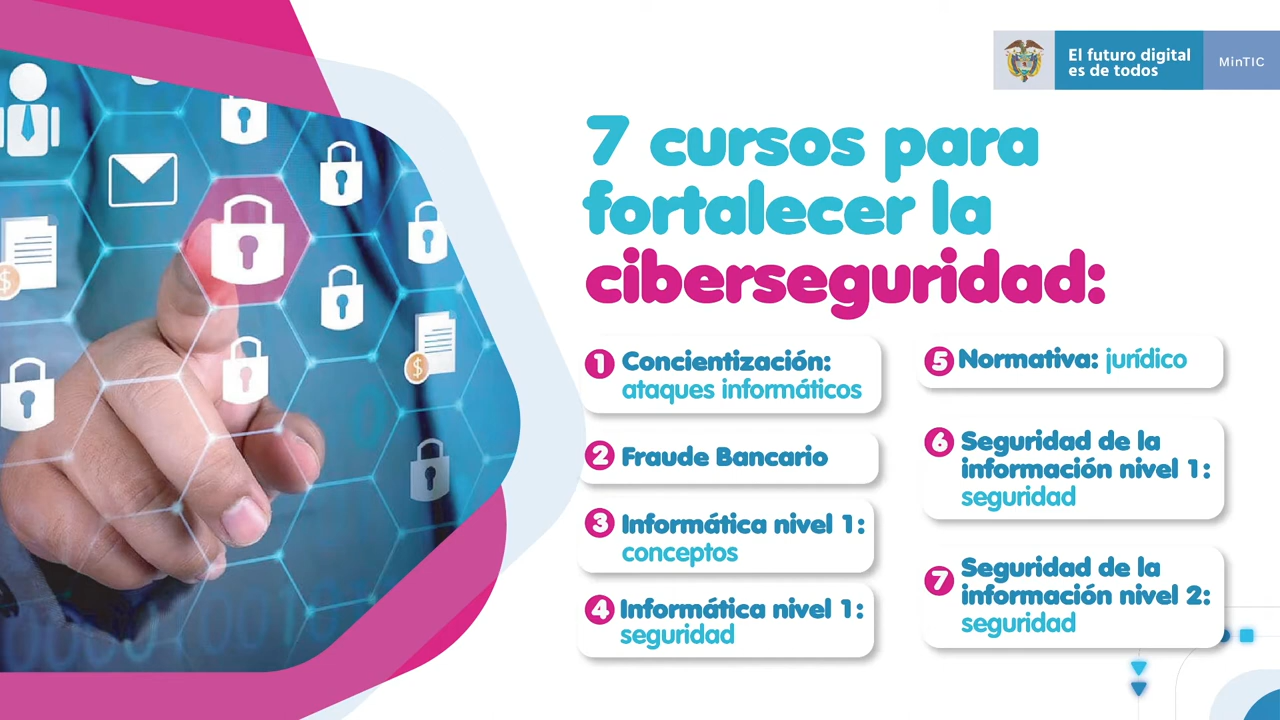 El futuro digital
es de todos
MinTIC
7 cursos para
fortalecer la
ciberseguridad:
1 Concientización:
ataques informáticos
2 Fraude Bancario
3 Informática nivel 1:
conceptos
4 Informática nivel 1:
seguridad
5 Normativa: jurídico
6 Seguridad de la
información nivel 1:
seguridad
7 Seguridad de la
información nivel 2:
seguridad